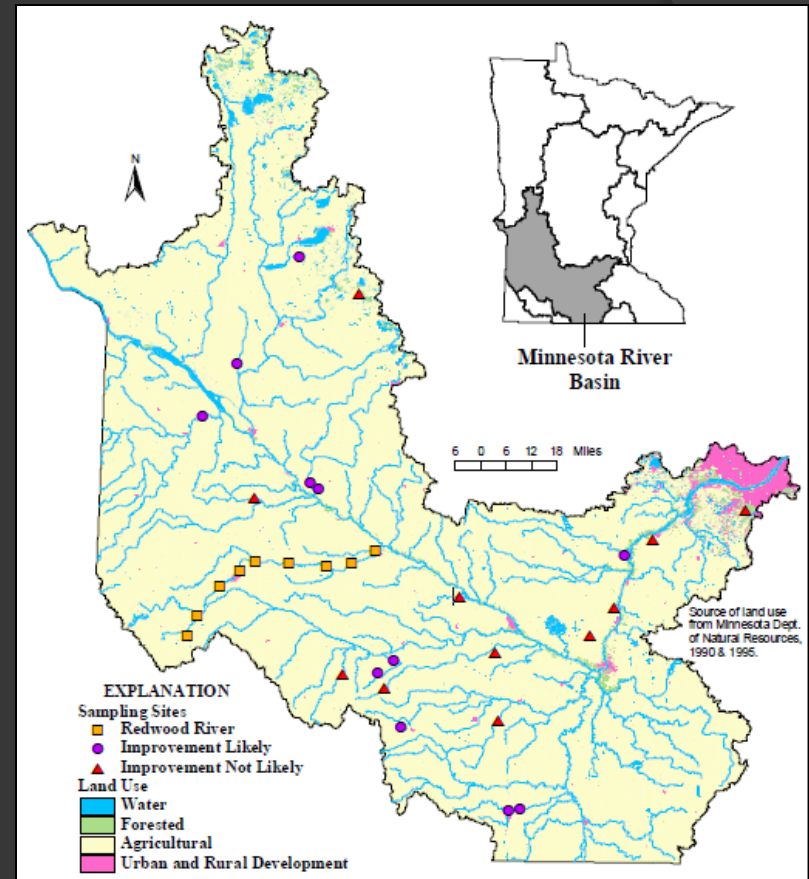 N
Minnesota River
Basin
6 0 6 12 18 Miles
Source of land use
from Minnesota Dept.
of Natural Resources,
1990 & 1995.
EXPLANATION
Sampling Sites
Redwood River
Improvement Likely
Improvement Not Likely
Land Use
Water
Forested
Agricultural
Urban and Rural Development